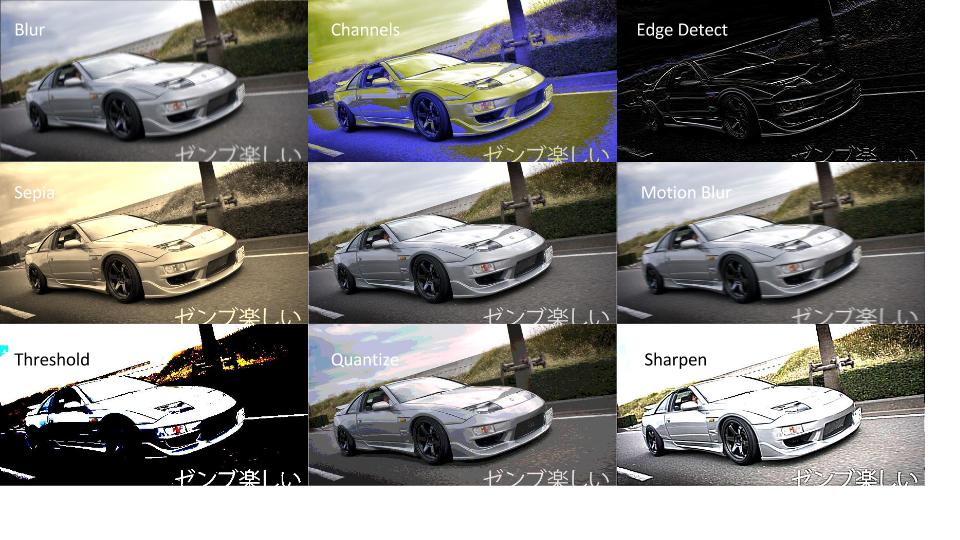 Blur
Channels
Edge Detect
ゼンブ楽しい
ゼンブ楽しい
ゼンブ楽しい
Sepia
Motion Blur
ゼンブ楽しい
ゼンブ楽しい
ゼンブ楽しい
Threshold
Quantize
Sharpen
ゼンブ楽しい
ゼンブ楽しい
ゼンブ楽しい